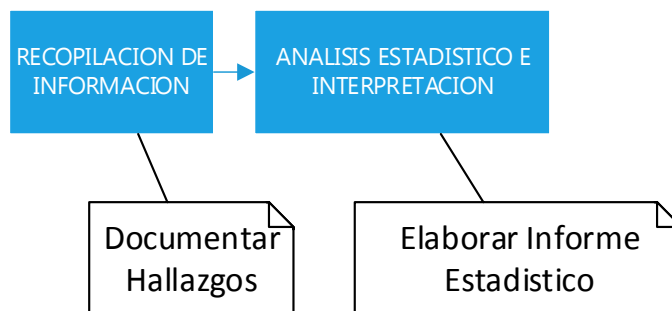 RECOPILACION DE
INFORMACION
ANALISIS ESTADISTICO E
INTERPRETACION
Documentar
Hallazgos
Elaborar Informe
Estadistico